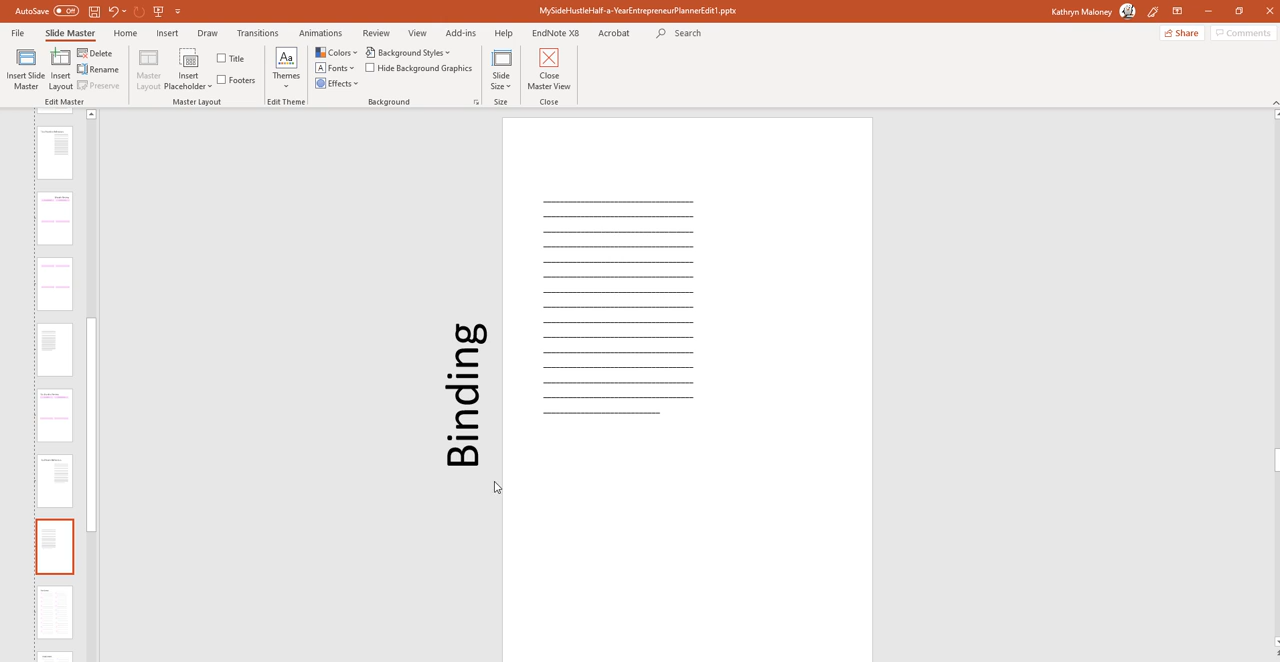 AutoSave Off MySideHustleHalf-a-YearEntrepreneurPlannerEdit1.pptx Kathryn Maloney
File Slide Master Home Insert Draw Transitions Animations Review View Add-ins Help EndNote X8 Acrobat Search Share Comments
Insert Slide Master
Insert Layout
Delete
Rename
Preserve
Edit Master
Master Layout
Insert Placeholder
Title
Footers
Master Layout
Aa
Themes
Edit Theme
Colors
A Fonts
Effects
Background Styles
Hide Background Graphics
Background
Slide Size
Size
Close Master View
Close
Binding